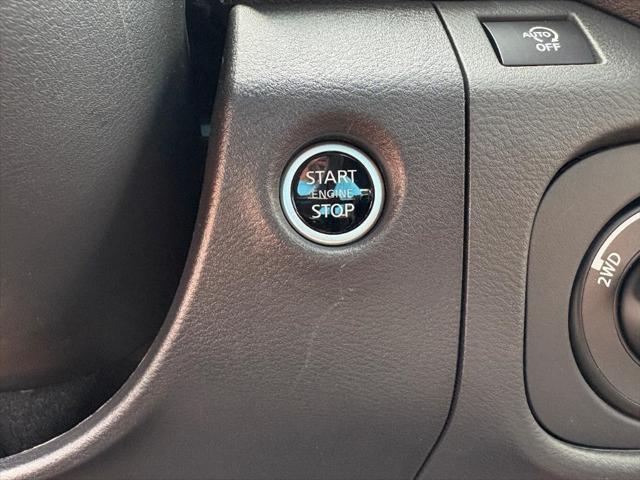 AUTO
OFF
START
ENGINE
STOP
2WD